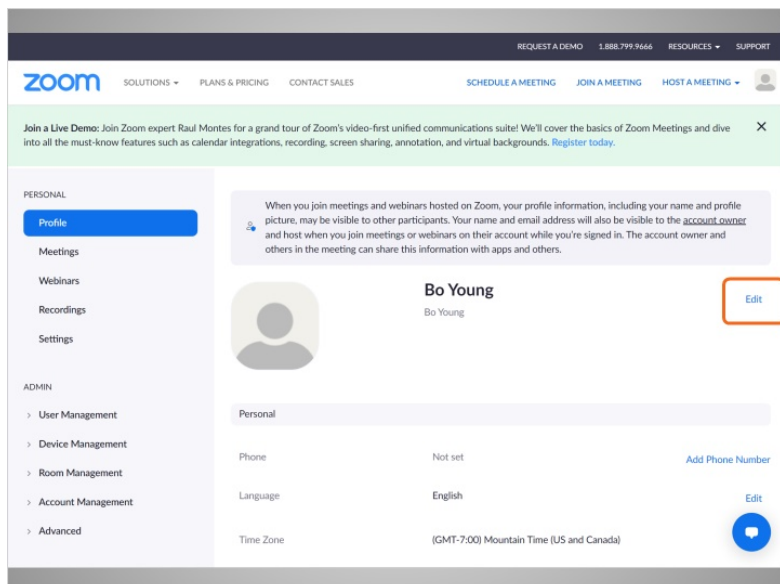 REQUEST A DEMO 1.888.799.9666 RESOURCES SUPPORT
zoom SOLUTIONS PLANS & PRICING CONTACT SALES SCHEDULE A MEETING JOIN A MEETING HOST A MEETING
Join a Live Demo: Join Zoom expert Raul Montes for a grand tour of Zoom's video-first unified communications suite! We'll cover the basics of Zoom Meetings and dive
into all the must-know features such as calendar integrations, recording, screen sharing, annotation, and virtual backgrounds. Register today.
PERSONAL
Profile
Meetings
Webinars
Recordings
Settings
ADMIN
User Management
Device Management
Room Management
Account Management
Advanced
When you join meetings and webinars hosted on Zoom, your profile information, including your name and profile
picture, may be visible to other participants. Your name and email address will also be visible to the account owner
and host when you join meetings or webinars on their account while you're signed in. The account owner and
others in the meeting can share this information with apps and others.
Bo Young
Bo Young
Edit
Personal
Phone Not set Add Phone Number
Language English Edit
Time Zone (GMT-7:00) Mountain Time (US and Canada)